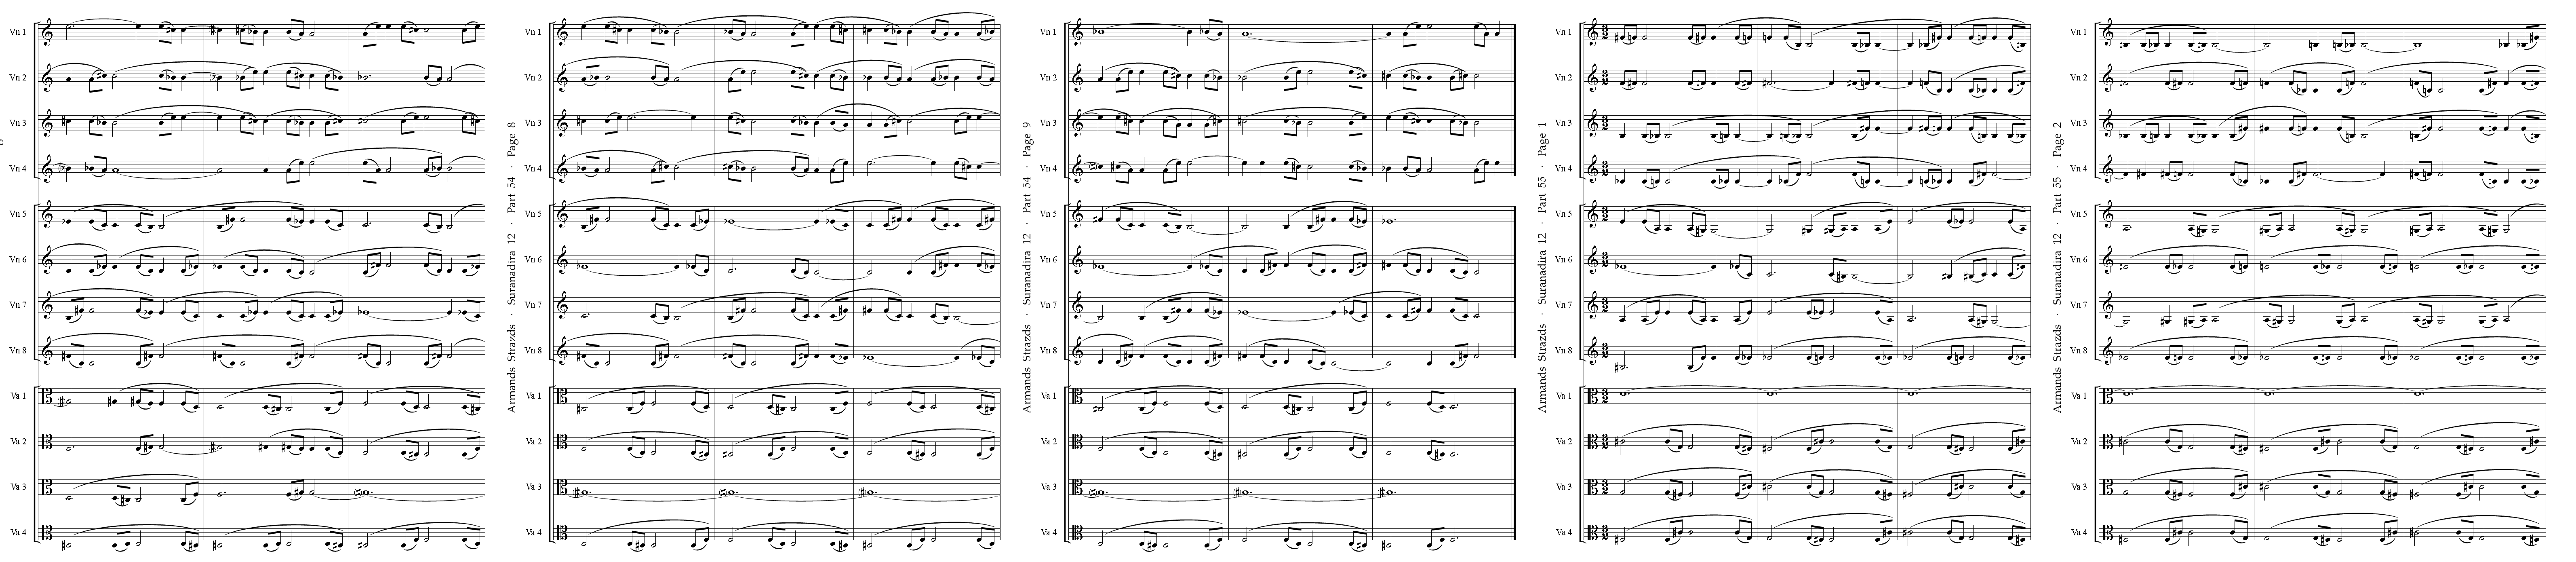 Vn 1
Vn 2
Vn 3
Vn 4
Vn 5
Vn 6
Vn 7
Vn 8
Va 1
Va 2
Va 3
Va 4
Armands Strazds · Suranadira 12 · Part 54 · Page 8
Vn 1
Vn 2
Vn 3
Vn 4
Vn 5
Vn 6
Vn 7
Vn 8
Va 1
Va 2
Va 3
Va 4
Armands Strazds · Suranadira 12 · Part 54 · Page 9
Vn 1
Vn 2
Vn 3
Vn 4
Vn 5
Vn 6
Vn 7
Vn 8
Va 1
Va 2
Va 3
Va 4
Armands Strazds · Suranadira 12 · Part 55 · Page 1
Vn 1
Vn 2
Vn 3
Vn 4
Vn 5
Vn 6
Vn 7
Vn 8
Va 1
Va 2
Va 3
Va 4
Armands Strazds · Suranadira 12 · Part 55 · Page 2
Vn 1
Vn 2
Vn 3
Vn 4
Vn 5
Vn 6
Vn 7
Vn 8
Va 1
Va 2
Va 3
Va 4